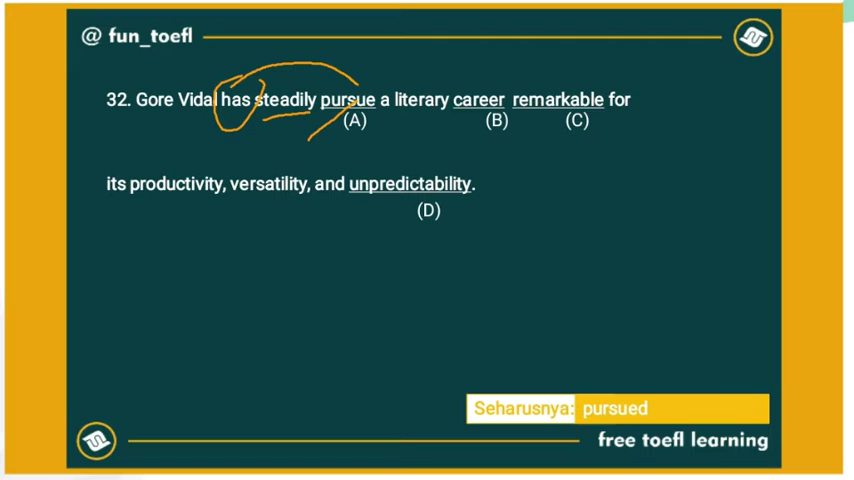 @ fun_toefl
32. Gore Vidal has steadily pursue a literary career remarkable for
(A) (B) (C)
its productivity, versatility, and unpredictability.
(D)
Seharusnya: pursued
free toefl learning